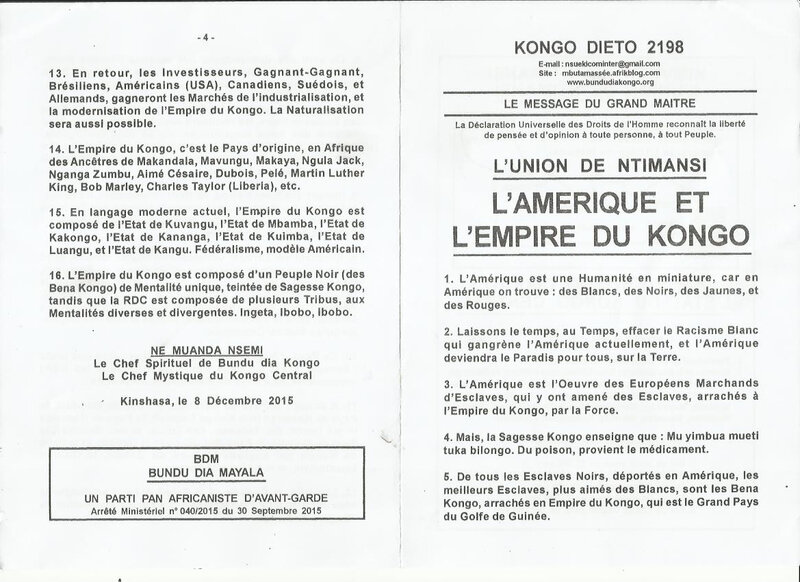 - 4 -
13. En retour, les Investisseurs, Gagnant-Gagnant,
Brésiliens, Américains (USA), Canadiens, Suédois, et
Allemands, gagneront les Marchés de l'industrialisation, et
la modernisation de l'Empire du Kongo. La Naturalisation
sera aussi possible.
14. L'Empire du Kongo, c'est le Pays d'origine, en Afrique
des Ancêtres de Makandala, Mavungu, Makaya, Ngula Jack,
Nganga Zumbu, Aimé Césaire, Dubois, Pelé, Martin Luther
King, Bob Marley, Charles Taylor (Liberia), etc.
15. En langage moderne actuel, l'Empire du Kongo est
composé de l'Etat de Kuvangu, l'Etat de Mbamba, l'Etat de
Kakongo, l'Etat de Kananga, l'Etat de Kuimba, l'Etat de
Luangu, et l'Etat de Kangu. Fédéralisme, modèle Américain.
16. L'Empire du Kongo est composé d'un Peuple Noir (des
Bena Kongo) de Mentalité unique, teintée de Sagesse Kongo,
tandis que la RDC est composée de plusieurs Tribus, aux
Mentalités diverses et divergentes. Ingeta, Ibobo, Ibobo.
NE MUANDA NSEMI
Le Chef Spirituel de Bundu dia Kongo
Le Chef Mystique du Kongo Central
Kinshasa, le 8 Décembre 2015
BDM
BUNDU DIA MAYALA
UN PARTI PAN AFRICANISTE D'AVANT-GARDE
Arrêté Ministériel n° 040/2015 du 30 Septembre 2015
KONGO DIETO 2198
E-mail : nsuekicominter@gmail.com
Site : mbutamassée.afrikblog.com
www.bundudiakongo.org
LE MESSAGE DU GRAND MAITRE
La Déclaration Universelle des Droits de l'Homme reconnaît la liberté
de pensée et d'opinion à toute personne, à tout Peuple.
L'UNION DE NTIMANSI
L'AMERIQUE ET
L'EMPIRE DU KONGO
1. L'Amérique est une Humanité en miniature, car en
Amérique on trouve : des Blancs, des Noirs, des Jaunes, et
des Rouges.
2. Laissons le temps, au Temps, effacer le Racisme Blanc
qui gangrène l'Amérique actuellement, et l'Amérique
deviendra le Paradis pour tous, sur la Terre.
3. L'Amérique est l'Oeuvre des Européens Marchands
d'Esclaves, qui y ont amené des Esclaves, arrachés à
l'Empire du Kongo, par la Force.
4. Mais, la Sagesse Kongo enseigne que : Mu yimbua mueti
tuka bilongo. Du poison, provient le médicament.
5. De tous les Esclaves Noirs, déportés en Amérique, les
meilleurs Esclaves, plus aimés des Blancs, sont les Bena
Kongo, arrachés en Empire du Kongo, qui est le Grand Pays
du Golfe de Guinée.